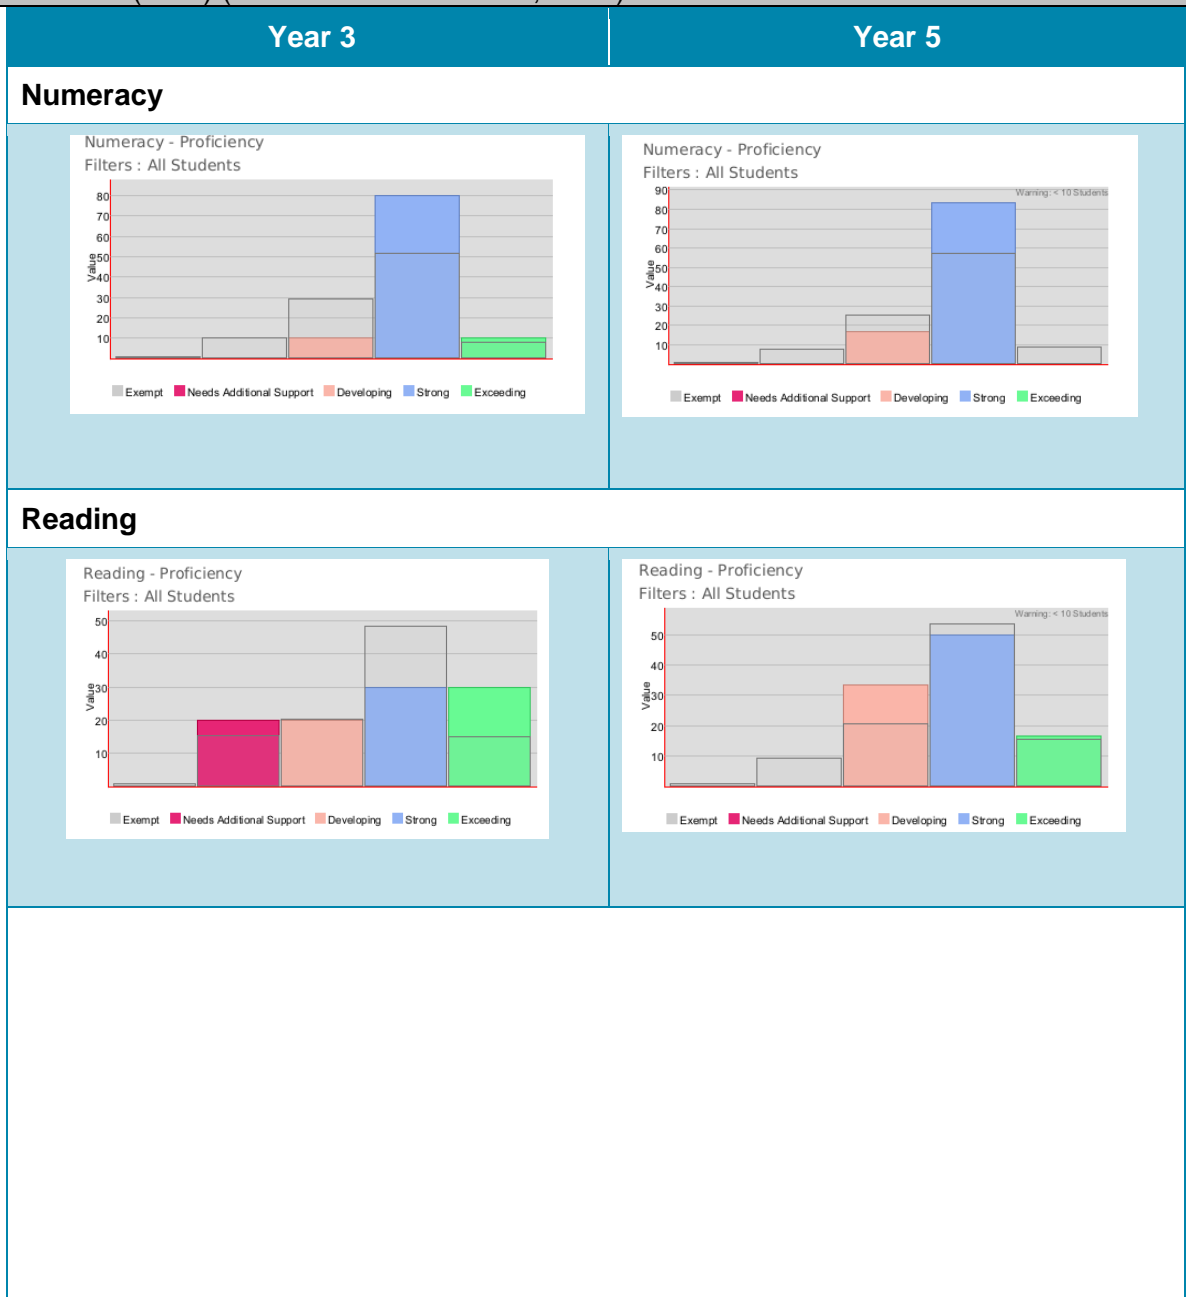 Year 3 Year 5
Numeracy
Numeracy - Proficiency
Filters : All Students
80
70
60
50
40
30
20
10
Value
Exempt Needs Additional Support Developing Strong Exceeding
Numeracy - Proficiency
Filters : All Students
Warning: < 10 Students
90
80
70
60
50
40
30
20
10
Value
Exempt Needs Additional Support Developing Strong Exceeding
Reading
Reading - Proficiency
Filters : All Students
50
40
30
20
10
Value
Exempt Needs Additional Support Developing Strong Exceeding
Reading - Proficiency
Filters : All Students
Warning: < 10 Students
50
40
30
20
10
Value
Exempt Needs Additional Support Developing Strong Exceeding